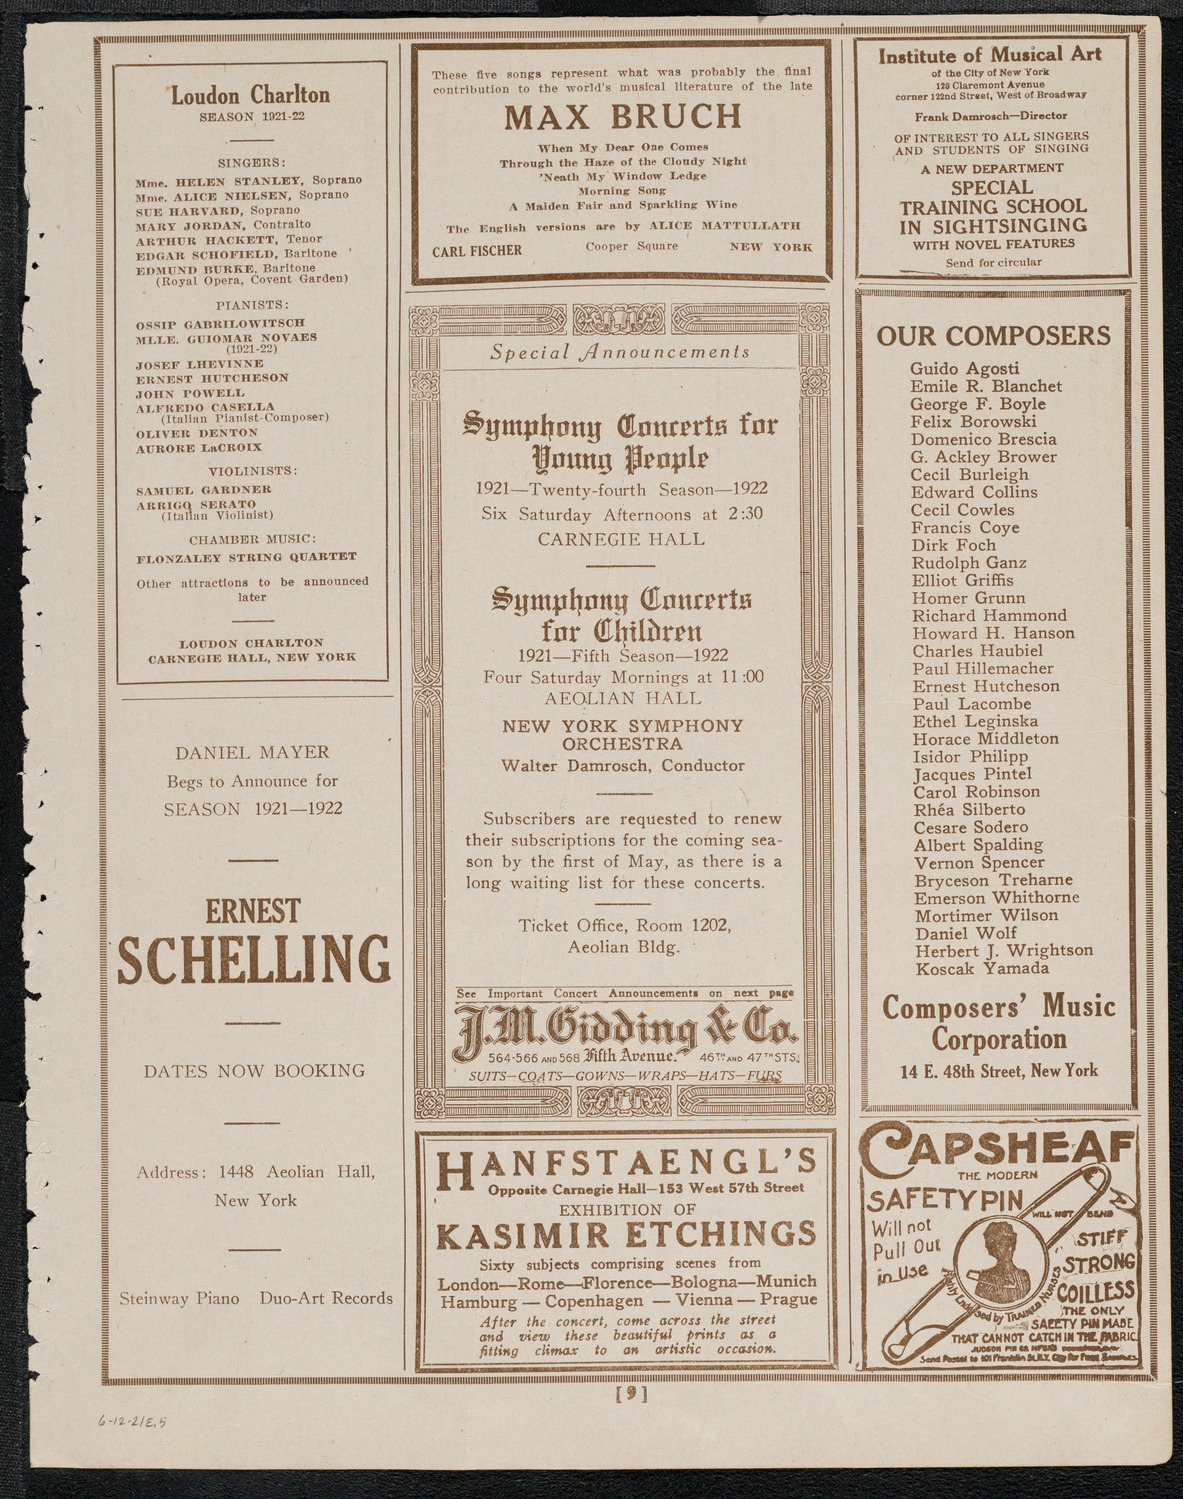 Loudon Charlton
SEASON 1921-22
SINGERS:
Mme. HELEN STANLEY, Soprano
Mme. ALICE NIELSEN, Soprano
SUE HARVARD, Soprano
MARY JORDAN, Contralto
ARTHUR HACKETT, Tenor
EDGAR SCHOFIELD, Baritone
EDMUND BURKE, Baritone
(Royal Opera, Covent Garden)
PIANISTS:
OSSIP GABRILOWITSCH
MLLE. GUIOMAR NOVAES
(1921-22)
JOSEF LHEVINNE
ERNEST HUTCHESON
JOHN POWELL
ALFREDO CASELLA
(Italian Pianist-Composer)
OLIVER DENTON
AURORE LaCROIX
VIOLINISTS:
SAMUEL GARDNER
ARRIGO SERATO
(Italian Violinist)
CHAMBER MUSIC:
FLONZALEY STRING QUARTET
Other attractions to be announced
later
LOUDON CHARLTON
CARNEGIE HALL, NEW YORK
DANIEL MAYER
Begs to Announce for
SEASON 1921—1922
ERNEST
SCHELLING
DATES NOW BOOKING
Address: 1448 Aeolian Hall,
New York
Steinway Piano Duo-Art Records
These five songs represent what was probably the final
contribution to the world's musical literature of the late
MAX BRUCH
When My Dear One Comes
Through the Haze of the Cloudy Night
'Neath My Window Ledge
Morning Song
A Maiden Fair and Sparkling Wine
The English versions are by ALICE MATTULLATH
CARL FISCHER Cooper Square NEW YORK
Special Announcements
Symphony Concerts for
Young People
1921—Twenty-fourth Season—1922
Six Saturday Afternoons at 2:30
CARNEGIE HALL
Symphony Concerts
for Children
1921—Fifth Season—1922
Four Saturday Mornings at 11:00
AEOLIAN HALL
NEW YORK SYMPHONY
ORCHESTRA
Walter Damrosch, Conductor
Subscribers are requested to renew
their subscriptions for the coming sea-
son by the first of May, as there is a
long waiting list for these concerts.
Ticket Office, Room 1202,
Aeolian Bldg.
See Important Concert Announcements on next page
J.M. Gidding & Co.
564-566 AND 568 Fifth Avenue. 46TH AND 47TH STS.
SUITS—COATS—GOWNS—WRAPS—HATS—FURS
HANFSTAENGL'S
Opposite Carnegie Hall—153 West 57th Street
EXHIBITION OF
KASIMIR ETCHINGS
Sixty subjects comprising scenes from
London—Rome—Florence—Bologna—Munich
Hamburg — Copenhagen — Vienna — Prague
After the concert, come across the street
and view these beautiful prints as a
fitting climax to an artistic occasion.
Institute of Musical Art
of the City of New York
120 Claremont Avenue
corner 122nd Street, West of Broadway
Frank Damrosch—Director
OF INTEREST TO ALL SINGERS
AND STUDENTS OF SINGING
A NEW DEPARTMENT
SPECIAL
TRAINING SCHOOL
IN SIGHTSINGING
WITH NOVEL FEATURES
Send for circular
OUR COMPOSERS
Guido Agosti
Emile R. Blanchet
George F. Boyle
Felix Borowski
Domenico Brescia
G. Ackley Brower
Cecil Burleigh
Edward Collins
Cecil Cowles
Francis Coye
Dirk Foch
Rudolph Ganz
Elliot Griffis
Homer Grunn
Richard Hammond
Howard H. Hanson
Charles Haubiel
Paul Hillemacher
Ernest Hutcheson
Paul Lacombe
Ethel Leginska
Horace Middleton
Isidor Philipp
Jacques Pintel
Carol Robinson
Rhéa Silberto
Cesare Sodero
Albert Spalding
Vernon Spencer
Bryceson Treharne
Emerson Whithorne
Mortimer Wilson
Daniel Wolf
Herbert J. Wrightson
Koscak Yamada
Composers' Music
Corporation
14 E. 48th Street, New York
CAPSHEAF
THE MODERN
SAFETY PIN
WILL NOT BEND
Will not
Pull Out
in Use
STIFF
STRONG
COILLESS
by TRAINED NURSES
THE ONLY
SAFETY PIN MADE
THAT CANNOT CATCH IN THE FABRIC.
JUDSON PIN CO. MFGRS
Send Postal to 101 Franklin St. N.Y. City for Free Samples
[9]
6-12-21E,5